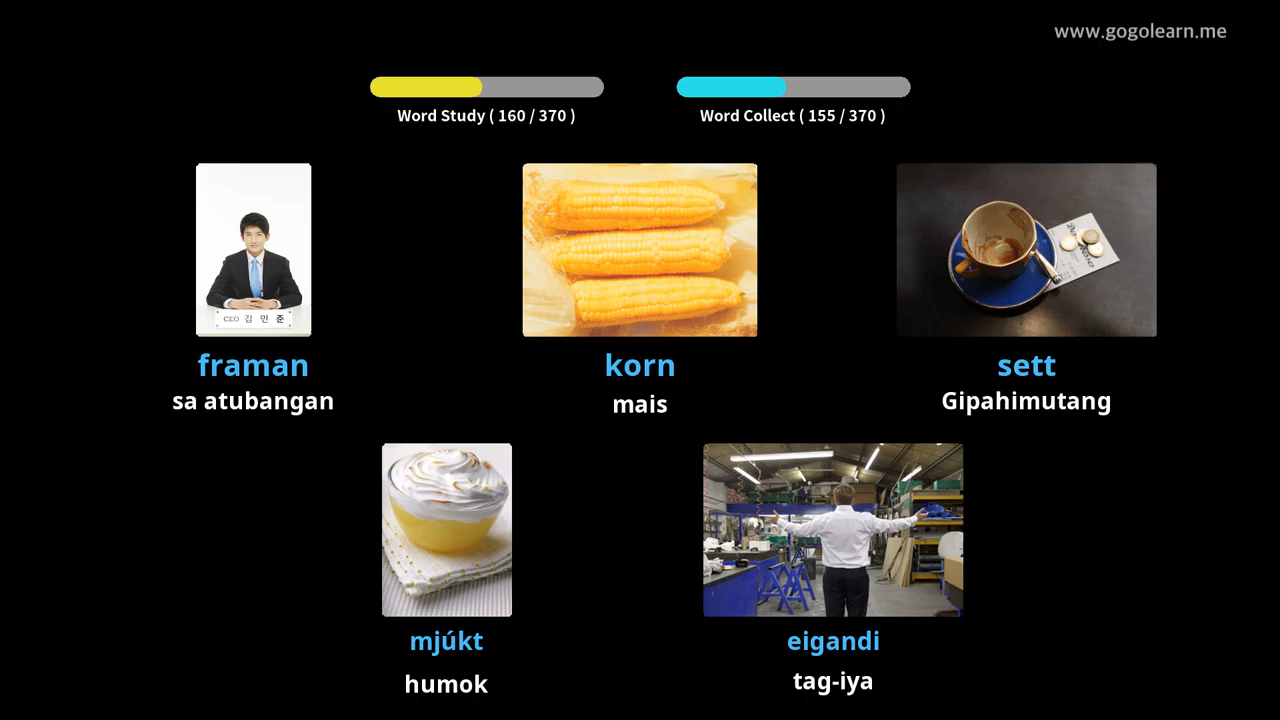 www.gogolearn.me
Word Study ( 160 / 370 )
Word Collect ( 155 / 370 )
CEO 김 민 준
framan
sa atubangan
korn
mais
sett
Gipahimutang
mjúkt
humok
eigandi
tag-iya